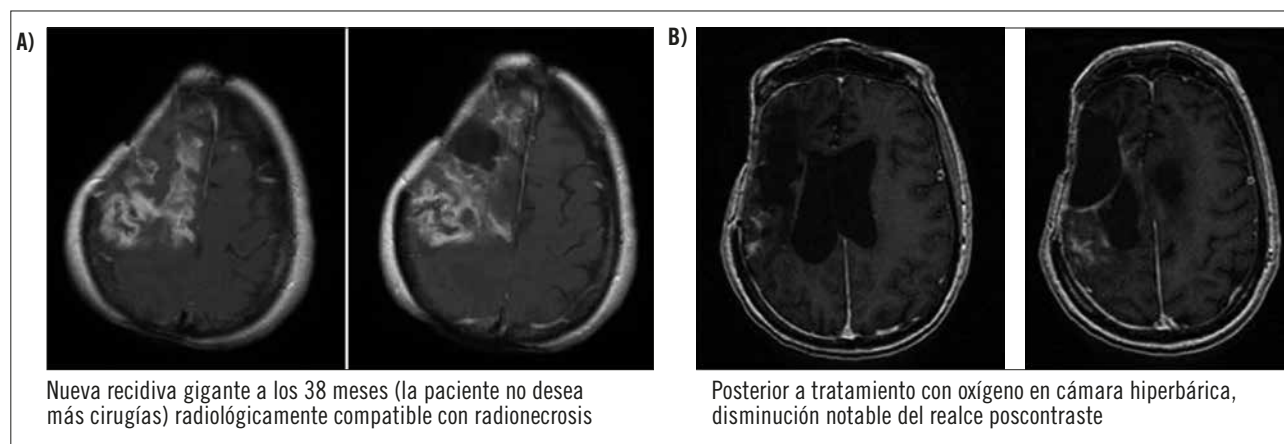 A)
B)
Nueva recidiva gigante a los 38 meses (la paciente no desea
más cirugías) radiológicamente compatible con radionecrosis
Posterior a tratamiento con oxígeno en cámara hiperbárica,
disminución notable del realce poscontraste